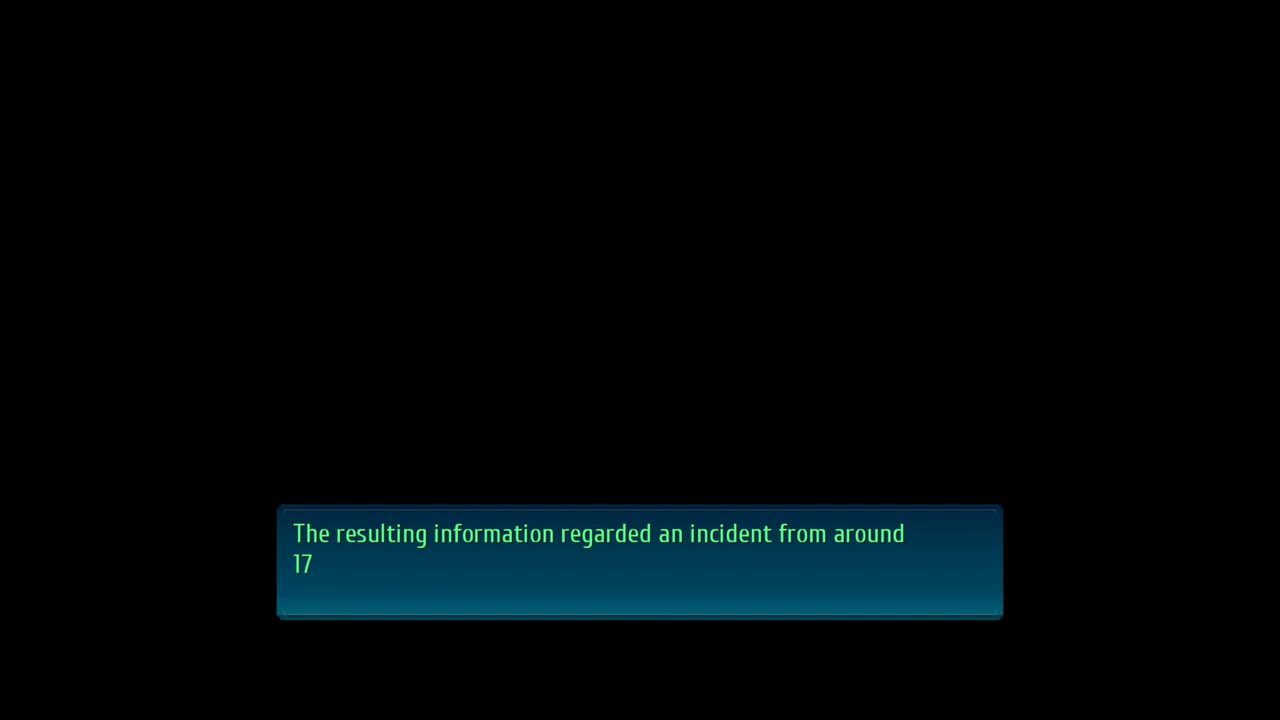 The resulting information regarded an incident from around
17